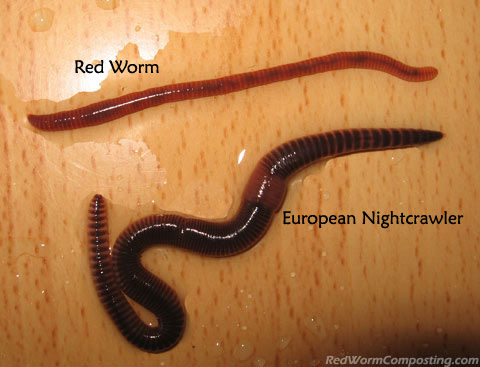 Red Worm
European Nightcrawler
RedWormComposting.com